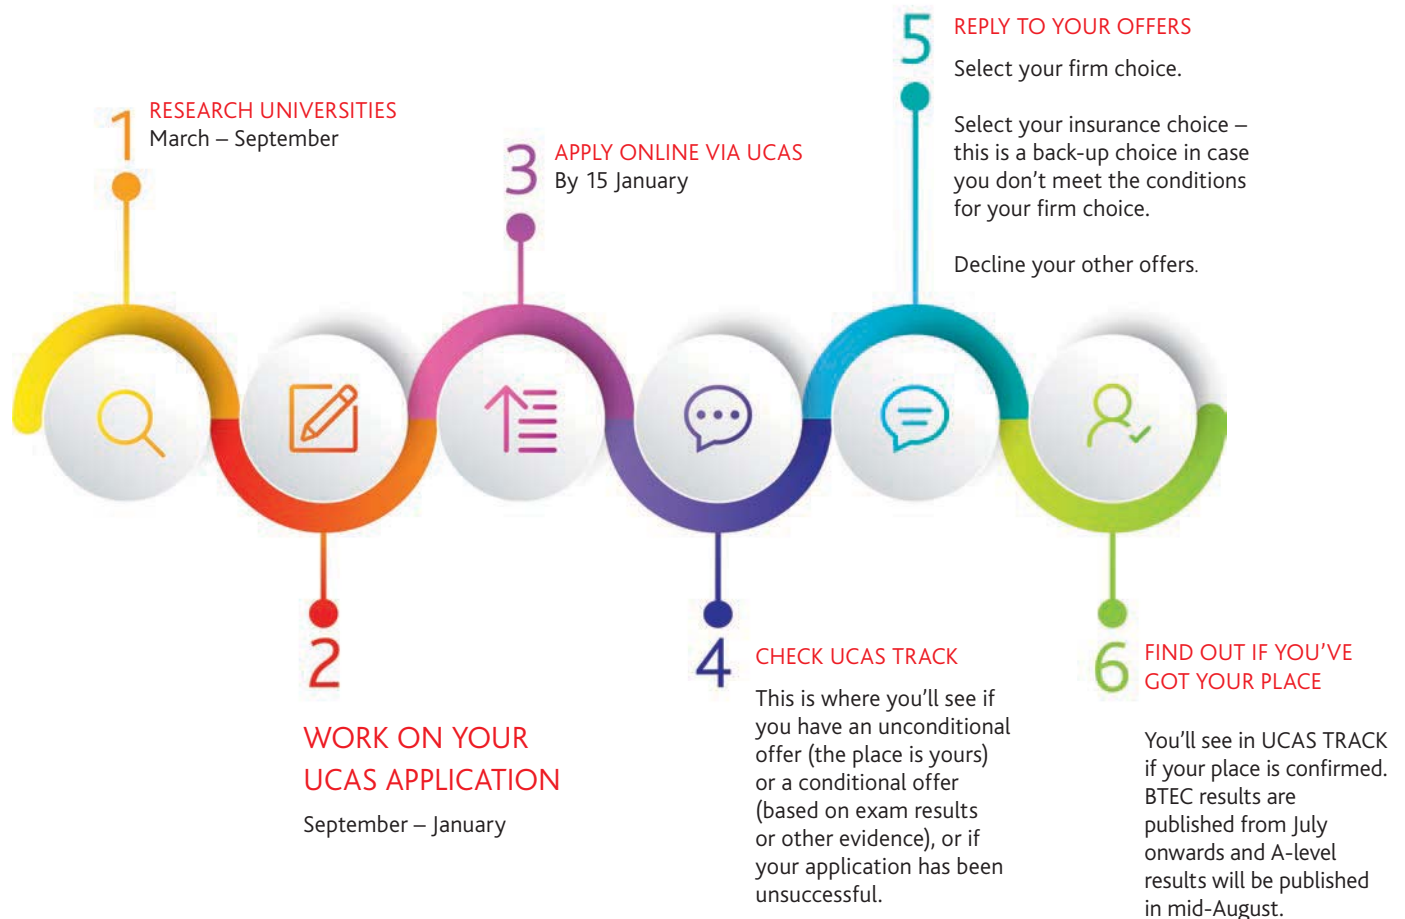 1
RESEARCH UNIVERSITIES
March – September
2
WORK ON YOUR
UCAS APPLICATION
September – January
3
APPLY ONLINE VIA UCAS
By 15 January
4
CHECK UCAS TRACK
This is where you’ll see if
you have an unconditional
offer (the place is yours)
or a conditional offer
(based on exam results
or other evidence), or if
your application has been
unsuccessful.
5
REPLY TO YOUR OFFERS
Select your firm choice.
Select your insurance choice –
this is a back-up choice in case
you don’t meet the conditions
for your firm choice.
Decline your other offers.
6
FIND OUT IF YOU’VE
GOT YOUR PLACE
You’ll see in UCAS TRACK
if your place is confirmed.
BTEC results are
published from July
onwards and A-level
results will be published
in mid-August.